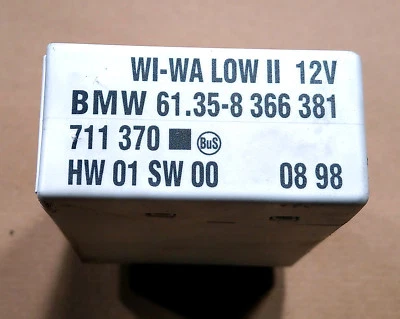 WI-WA LOW II 12V
BMW 61.35-8 366 381
711 370 BuS
HW 01 SW 00 08 98